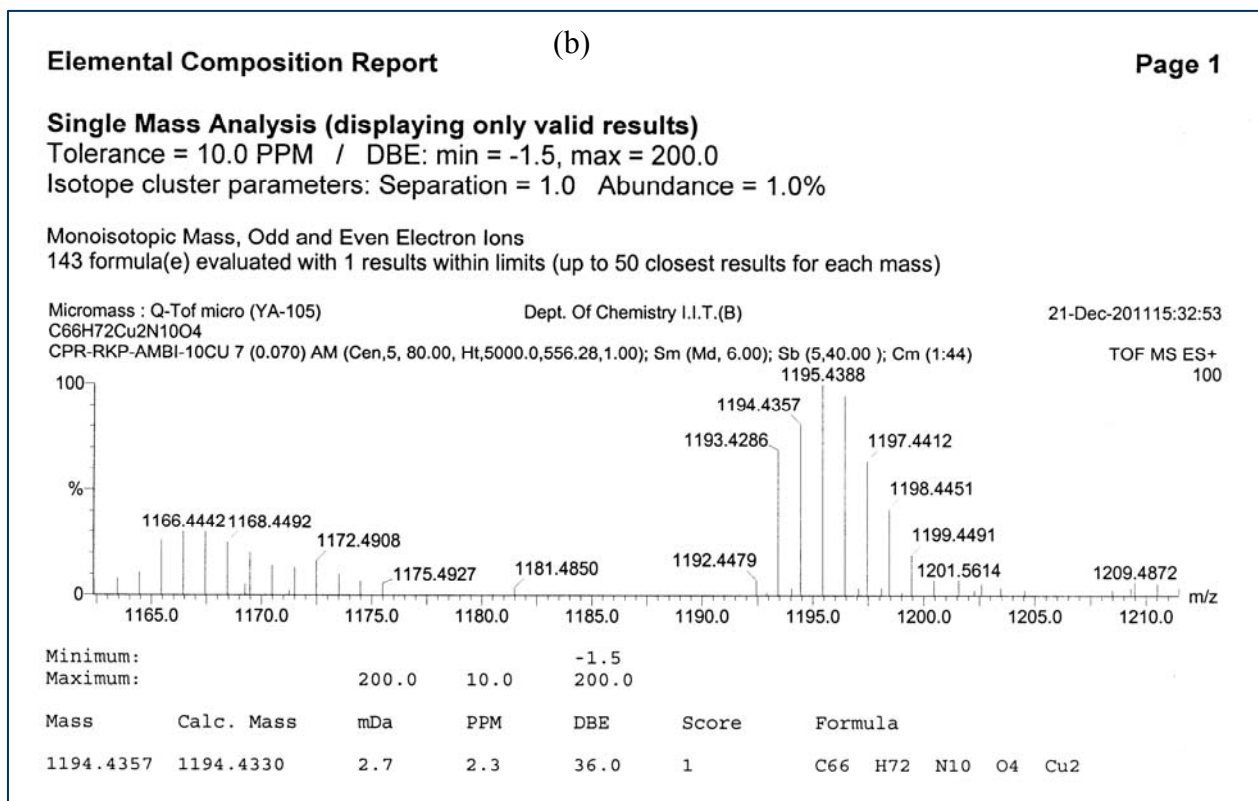 (b)
Elemental Composition Report Page 1
Single Mass Analysis (displaying only valid results)
Tolerance = 10.0 PPM / DBE: min = -1.5, max = 200.0
Isotope cluster parameters: Separation = 1.0 Abundance = 1.0%
Monoisotopic Mass, Odd and Even Electron Ions
143 formula(e) evaluated with 1 results within limits (up to 50 closest results for each mass)
Micromass : Q-Tof micro (YA-105) Dept. Of Chemistry I.I.T.(B) 21-Dec-201115:32:53
C66H72Cu2N10O4
CPR-RKP-AMBI-10CU 7 (0.070) AM (Cen,5, 80.00, Ht,5000.0,556.28,1.00); Sm (Md, 6.00); Sb (5,40.00 ); Cm (1:44) TOF MS ES+
100
100
1195.4388
1194.4357
1193.4286
1197.4412
%
1198.4451
1166.4442 1168.4492
1199.4491
1172.4908
1192.4479
1175.4927 1181.4850 1201.5614 1209.4872
0
m/z
1165.0 1170.0 1175.0 1180.0 1185.0 1190.0 1195.0 1200.0 1205.0 1210.0
Minimum: -1.5
Maximum: 200.0 10.0 200.0
Mass Calc. Mass mDa PPM DBE Score Formula
1194.4357 1194.4330 2.7 2.3 36.0 1 C66 H72 N10 O4 Cu2